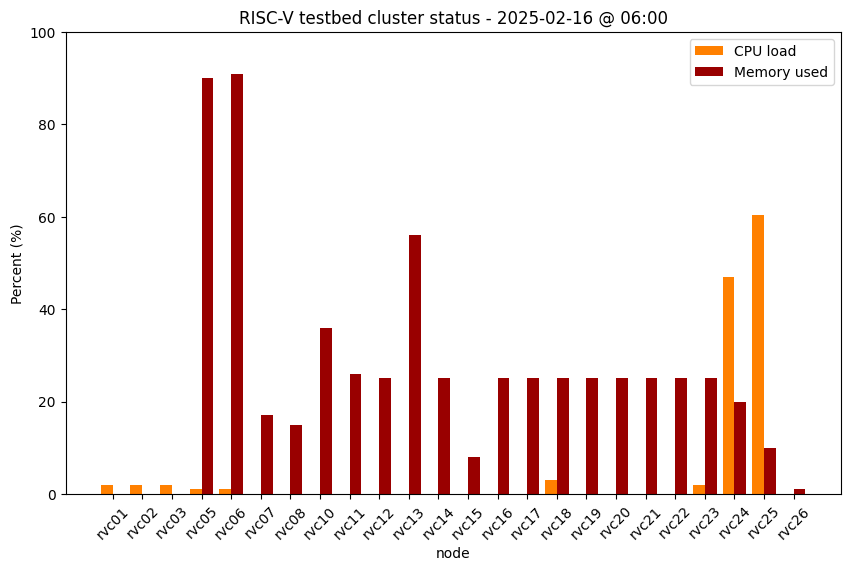 RISC-V testbed cluster status - 2025-02-16 @ 06:00
CPU load
Memory used
Percent (%)
100
80
60
40
20
0
rvc01 rvc02 rvc03 rvc05 rvc06 rvc07 rvc08 rvc10 rvc11 rvc12 rvc13 rvc14 rvc15 rvc16 rvc17 rvc18 rvc19 rvc20 rvc21 rvc22 rvc23 rvc24 rvc25 rvc26
node